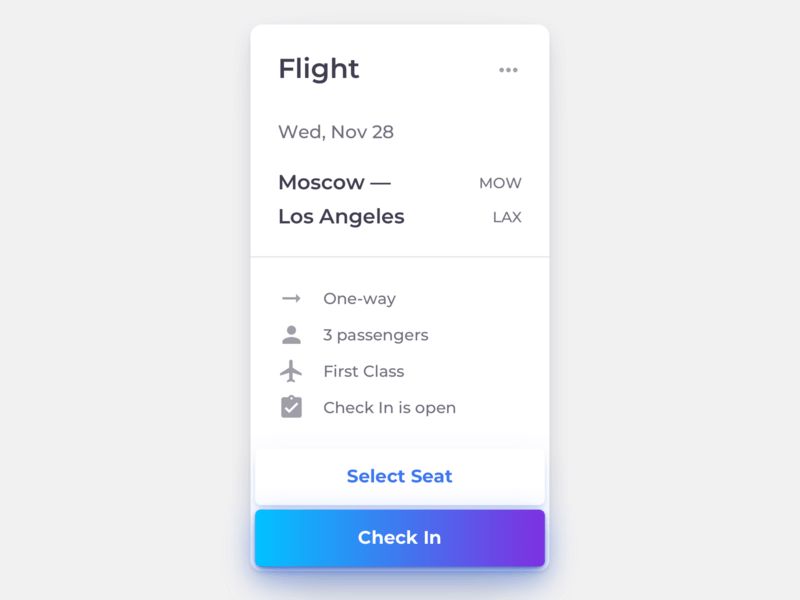 Flight
Wed, Nov 28
Moscow — MOW
Los Angeles LAX
One-way
3 passengers
First Class
Check In is open
Select Seat
Check In